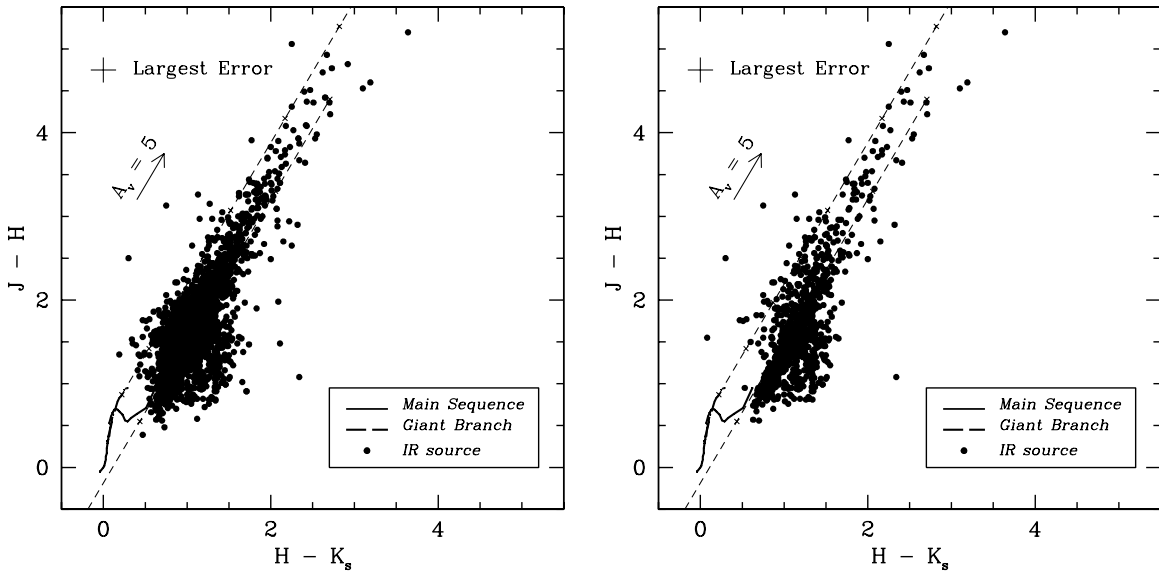 Largest Error
A_v = 5
J - H
4
2
0
Main Sequence
Giant Branch
IR source
0 2 4
H - K_s
Largest Error
A_v = 5
J - H
4
2
0
Main Sequence
Giant Branch
IR source
0 2 4
H - K_s